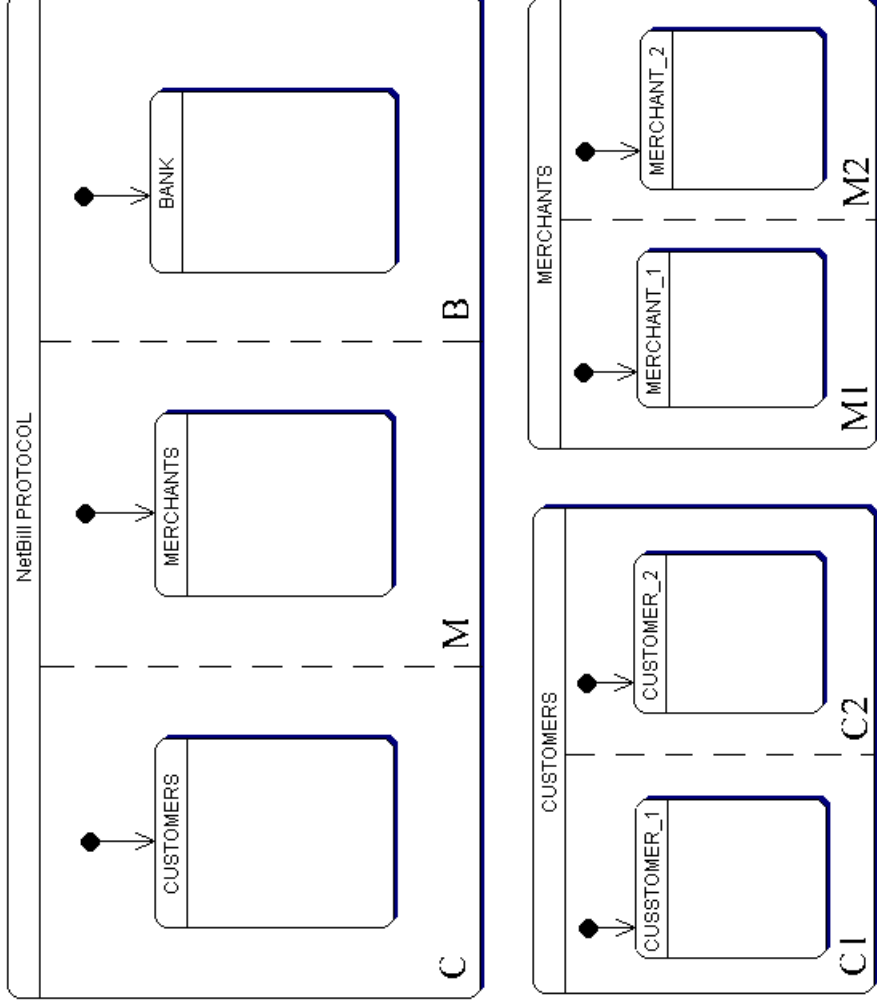 NetBill PROTOCOL
CUSTOMERS
MERCHANTS
BANK
C
M
B
CUSTOMERS
CUSSTOMER_1
CUSTOMER_2
C1
C2
MERCHANTS
MERCHANT_1
MERCHANT_2
M1
M2